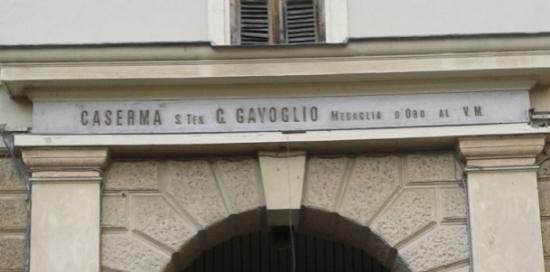 CASERMA S. TEN. G. GAVOGLIO MEDAGLIA D'ORO AL V.M.